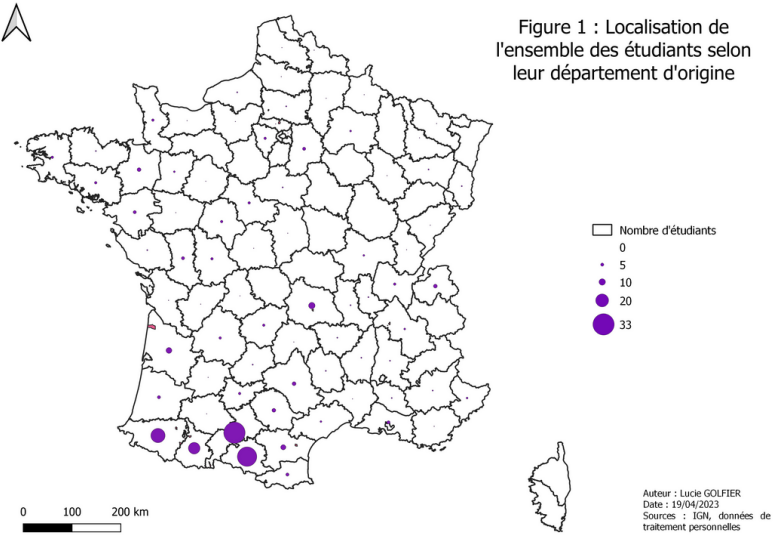 Figure 1 : Localisation de
l'ensemble des étudiants selon
leur département d'origine
Nombre d'étudiants
0
5
10
20
33
0 100 200 km
Auteur : Lucie GOLFIER
Date : 19/04/2023
Sources : IGN, données de
traitement personnelles